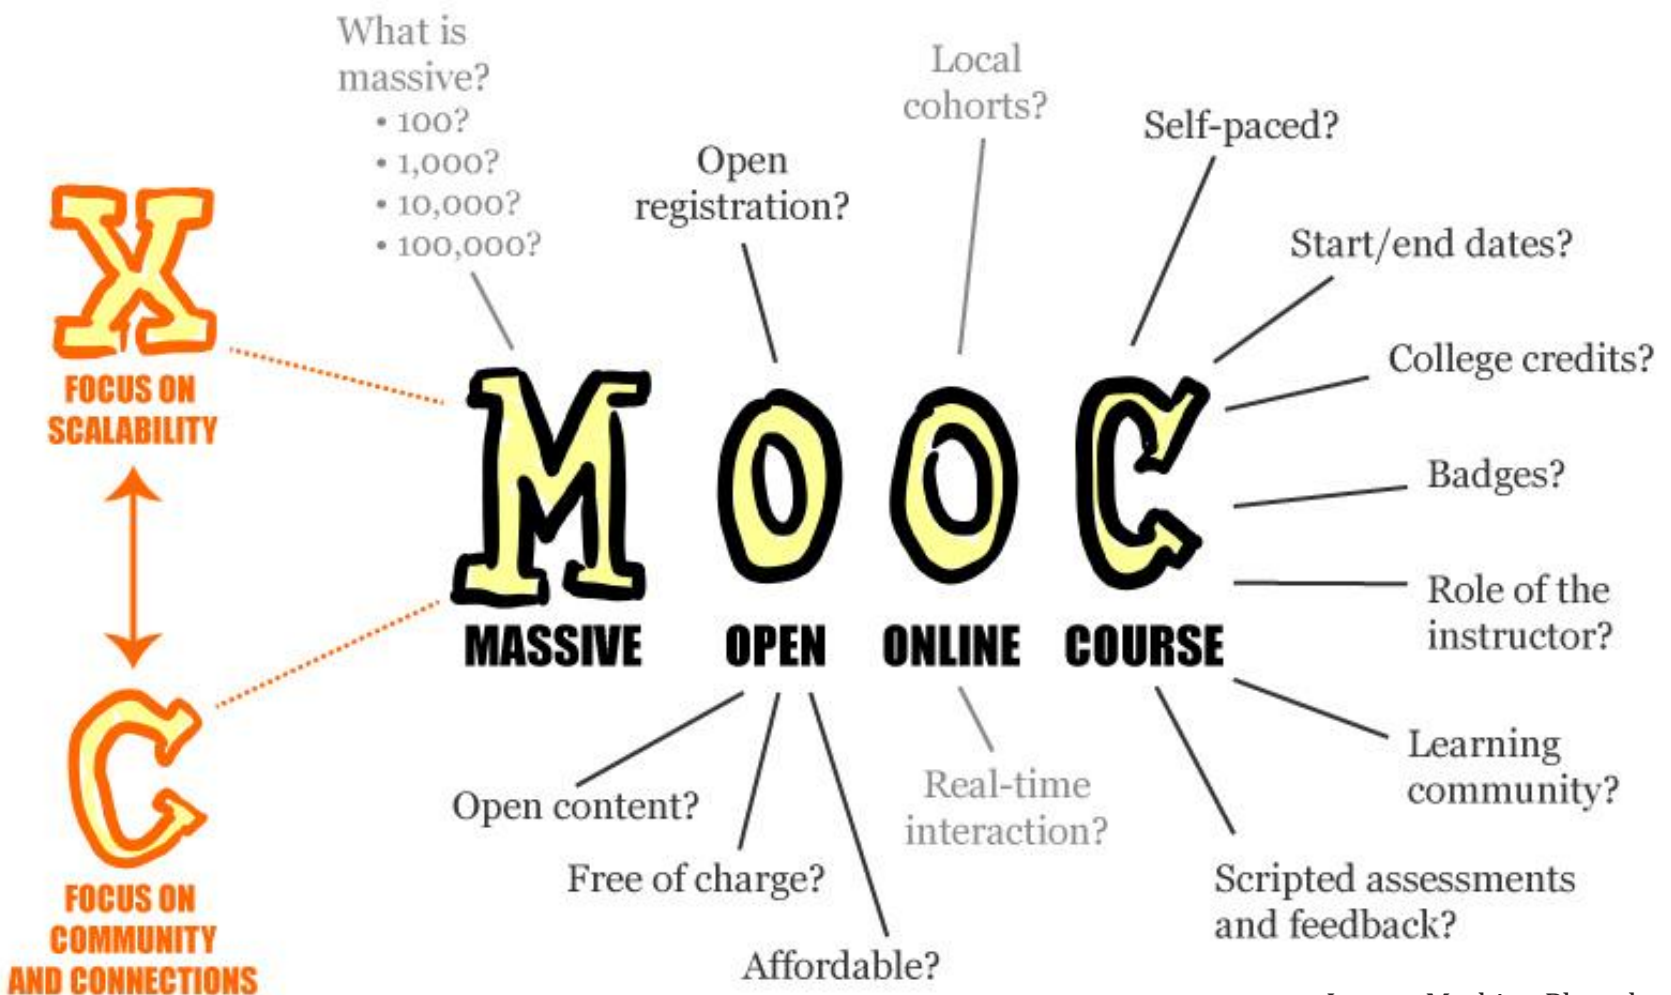 What is
massive?
• 100?
• 1,000?
• 10,000?
• 100,000?
Open
registration?
Local
cohorts?
Self-paced?
Start/end dates?
College credits?
Badges?
Role of the
instructor?
Learning
community?
Scripted assessments
and feedback?
X
FOCUS ON
SCALABILITY
C
FOCUS ON
COMMUNITY
AND CONNECTIONS
MOOC
MASSIVE OPEN ONLINE COURSE
Open content?
Free of charge?
Affordable?
Real-time
interaction?